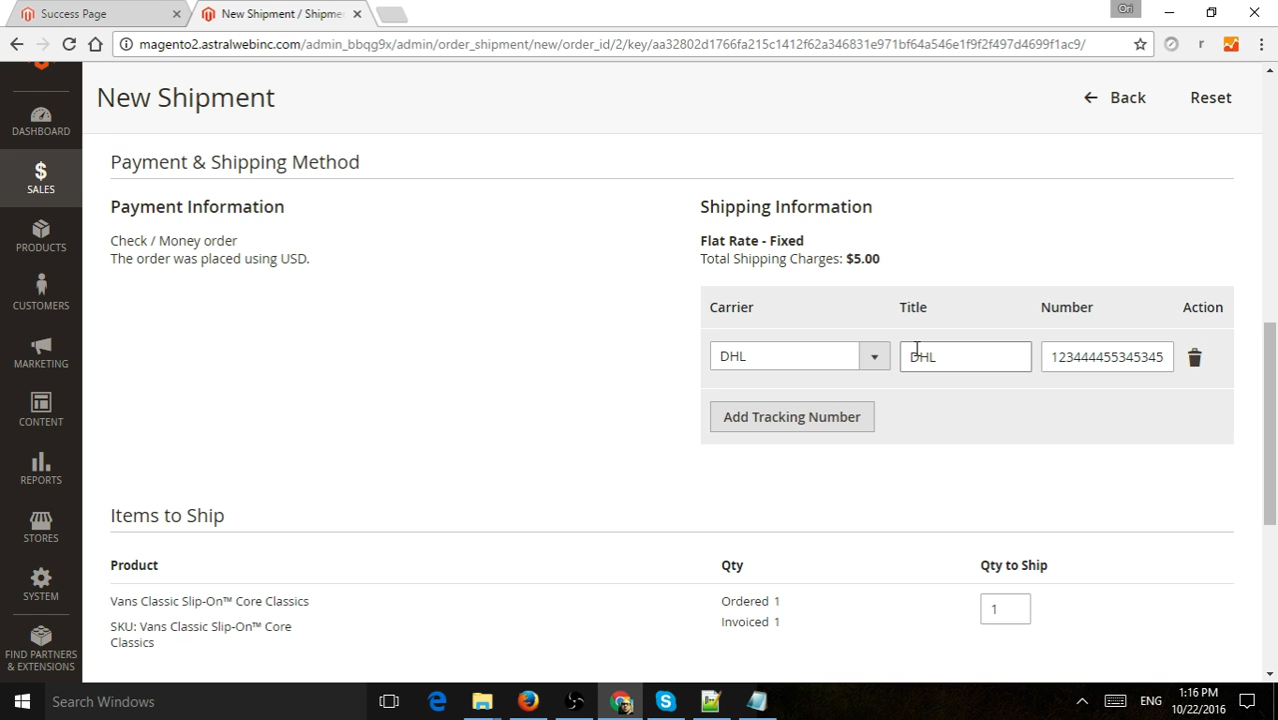 Success Page
New Shipment / Shipme
Ori
magento2.astralwebinc.com/admin_bbqg9x/admin/order_shipment/new/order_id/2/key/aa32802d1766fa215c1412f62a346831e971bf64a546e1f9f2f497d4699f1ac9/
r
New Shipment
Back
Reset
DASHBOARD
$
SALES
PRODUCTS
CUSTOMERS
MARKETING
CONTENT
REPORTS
STORES
SYSTEM
FIND PARTNERS
& EXTENSIONS
Payment & Shipping Method
Payment Information
Check / Money order
The order was placed using USD.
Shipping Information
Flat Rate - Fixed
Total Shipping Charges: $5.00
Carrier Title Number Action
DHL DHL 123444455345345
Add Tracking Number
Items to Ship
Product Qty Qty to Ship
Vans Classic Slip-On™ Core Classics Ordered 1 1
SKU: Vans Classic Slip-On™ Core Invoiced 1
Classics
Search Windows
ENG
1:16 PM
10/22/2016